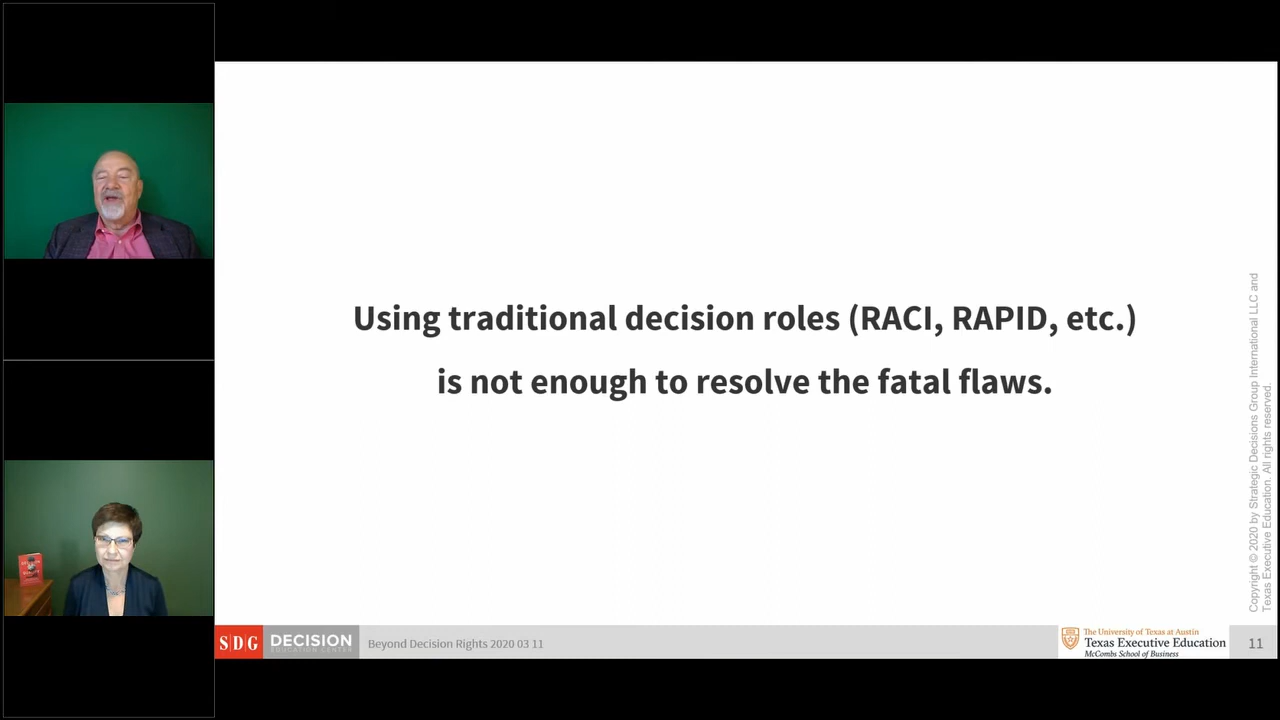 Using traditional decision roles (RACI, RAPID, etc.)
is not enough to resolve the fatal flaws.
Copyright © 2020 by Strategic Decisions Group International LLC and
Texas Executive Education. All rights reserved.
SDG
DECISION
EDUCATION CENTER
Beyond Decision Rights 2020 03 11
The University of Texas at Austin
Texas Executive Education
McCombs School of Business
11